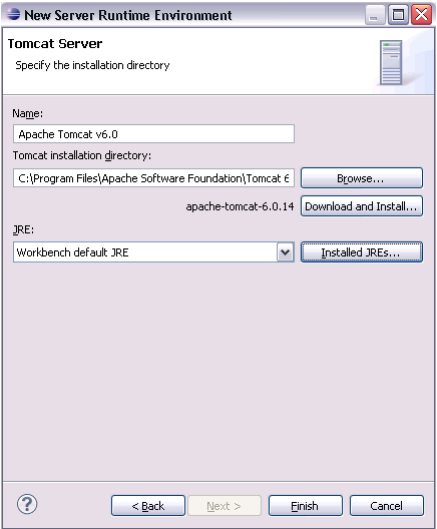 New Server Runtime Environment
Tomcat Server
Specify the installation directory
Name:
Apache Tomcat v6.0
Tomcat installation directory:
C:\Program Files\Apache Software Foundation\Tomcat 6
Browse...
apache-tomcat-6.0.14
Download and Install...
JRE:
Workbench default JRE
Installed JREs...
?
< Back
Next >
Finish
Cancel